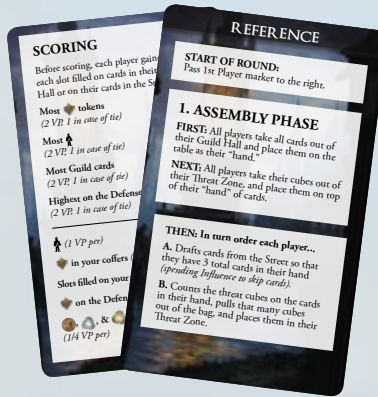 SCORING
Before scoring, each player gain
each slot filled on cards in their
Hall or on their cards in the S
Most tokens
(2 VP, 1 in case of tie)
Most
(2 VP, 1 in case of tie)
Most Guild cards
(2 VP, 1 in case of tie)
Highest on the Defense
(2 VP, 1 in case of tie)
(1 VP per)
in your coffers (
Slots filled on your
on the Defen
, , &
(1/4 VP per)
REFERENCE
START OF ROUND:
Pass 1st Player marker to the right.
1. ASSEMBLY PHASE
FIRST: All players take all cards out of
their Guild Hall and place them on the
table as their “hand.”
NEXT: All players take their cubes out of
their Threat Zone, and place them on top
of their “hand” of cards.
THEN: In turn order each player...
A. Drafts cards from the Street so that
they have 3 total cards in their hand
(spending Influence to skip cards).
B. Counts the threat cubes on the cards
in their hand, pulls that many cubes
out of the bag, and places them in their
Threat Zone.